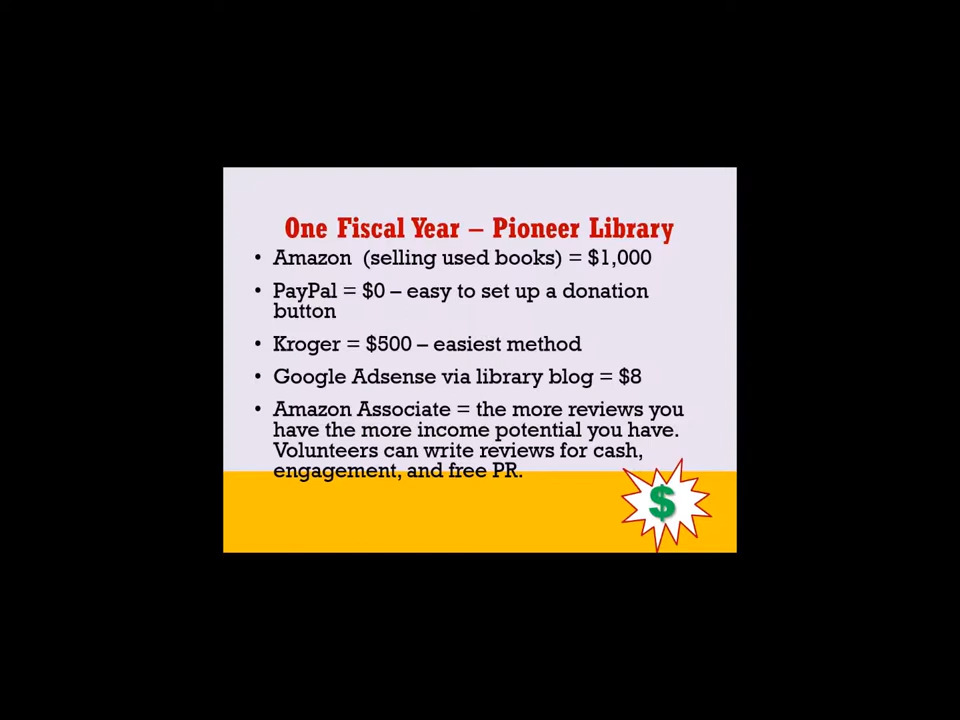 One Fiscal Year – Pioneer Library
• Amazon  (selling used books) = $1,000
• PayPal = $0 – easy to set up a donation
button
• Kroger = $500 – easiest method
• Google Adsense via library blog = $8
• Amazon Associate = the more reviews you
have the more income potential you have.
Volunteers can write reviews for cash,
engagement, and free PR.
$